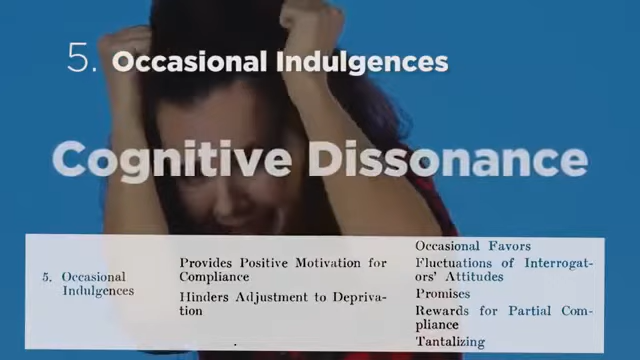 5. Occasional Indulgences
Cognitive Dissonance
5. Occasional
Indulgences
Provides Positive Motivation for
Compliance
Hinders Adjustment to Depriva-
tion
Occasional Favors
Fluctuations of Interrogat-
ors' Attitudes
Promises
Rewards for Partial Com-
pliance
Tantalizing